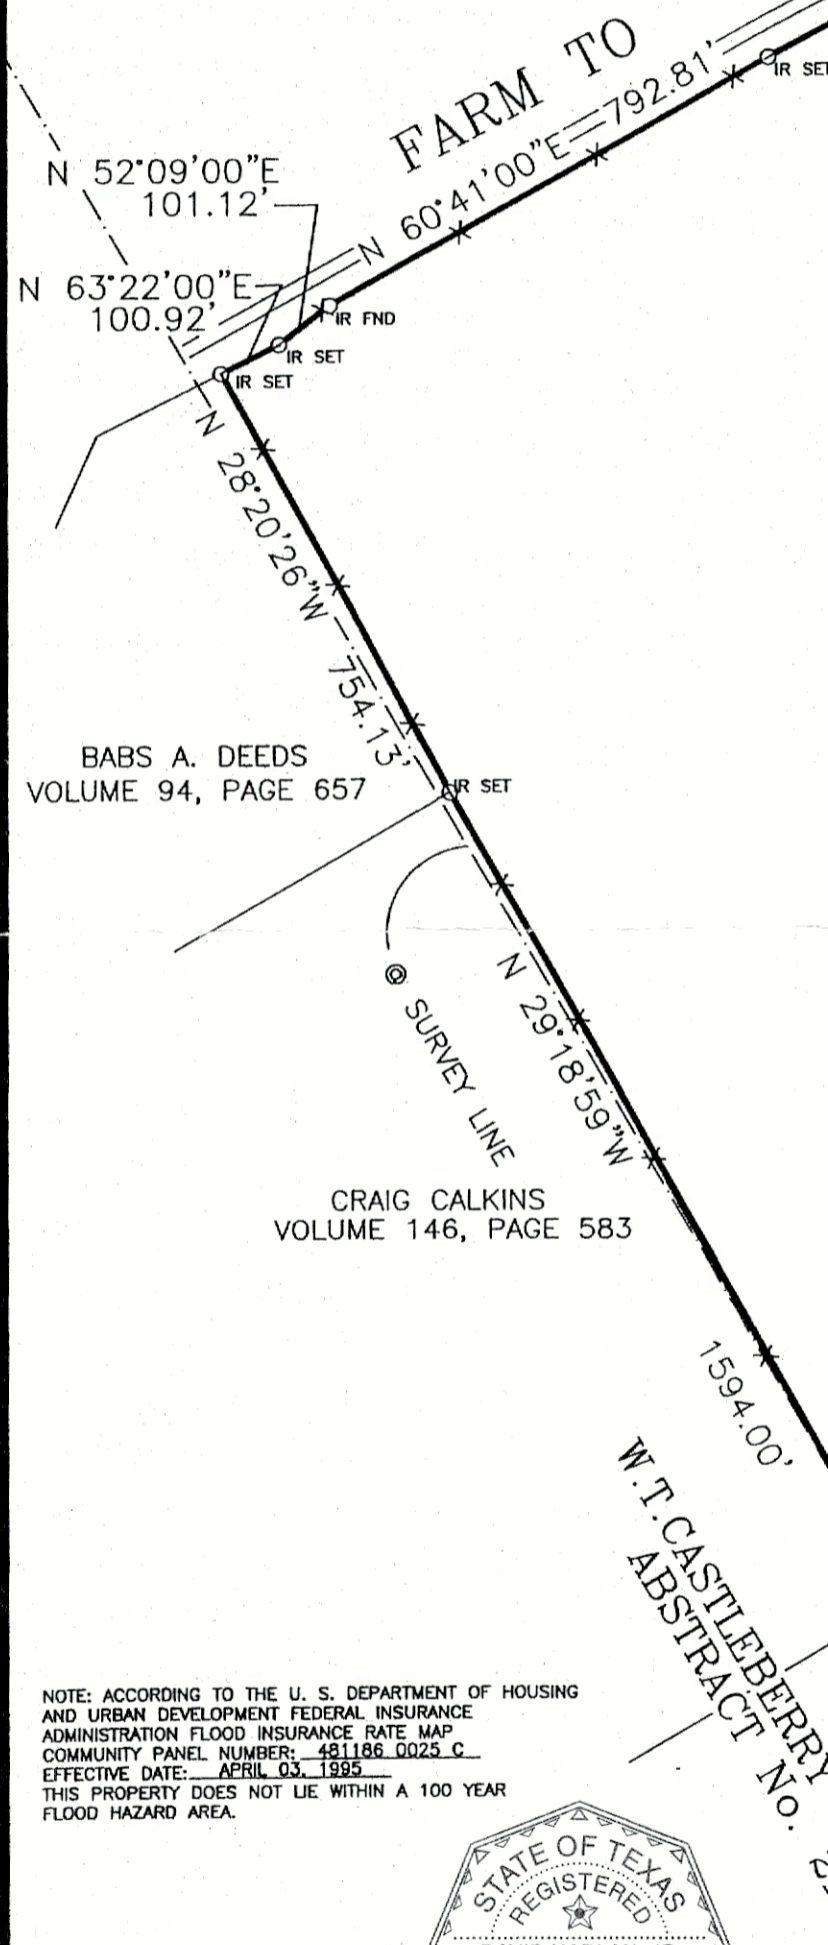 FARM TO
792.81'
IR SET
N 60°41'00"E
N 52°09'00"E
101.12'
N 63°22'00"E
100.92'
IR FND
IR SET
IR SET
N 28°20'26"W
754.13'
BABS A. DEEDS
VOLUME 94, PAGE 657
IR SET
@ SURVEY LINE
N 29°18'59"W
CRAIG CALKINS
VOLUME 146, PAGE 583
1594.00'
W.T.CASTLEBERRY
ABSTRACT No.
NOTE: ACCORDING TO THE U. S. DEPARTMENT OF HOUSING
AND URBAN DEVELOPMENT FEDERAL INSURANCE
ADMINISTRATION FLOOD INSURANCE RATE MAP
COMMUNITY PANEL NUMBER: 481186 0025 C
EFFECTIVE DATE: APRIL 03, 1995
THIS PROPERTY DOES NOT LIE WITHIN A 100 YEAR
FLOOD HAZARD AREA.
STATE OF TEXAS
REGISTERED